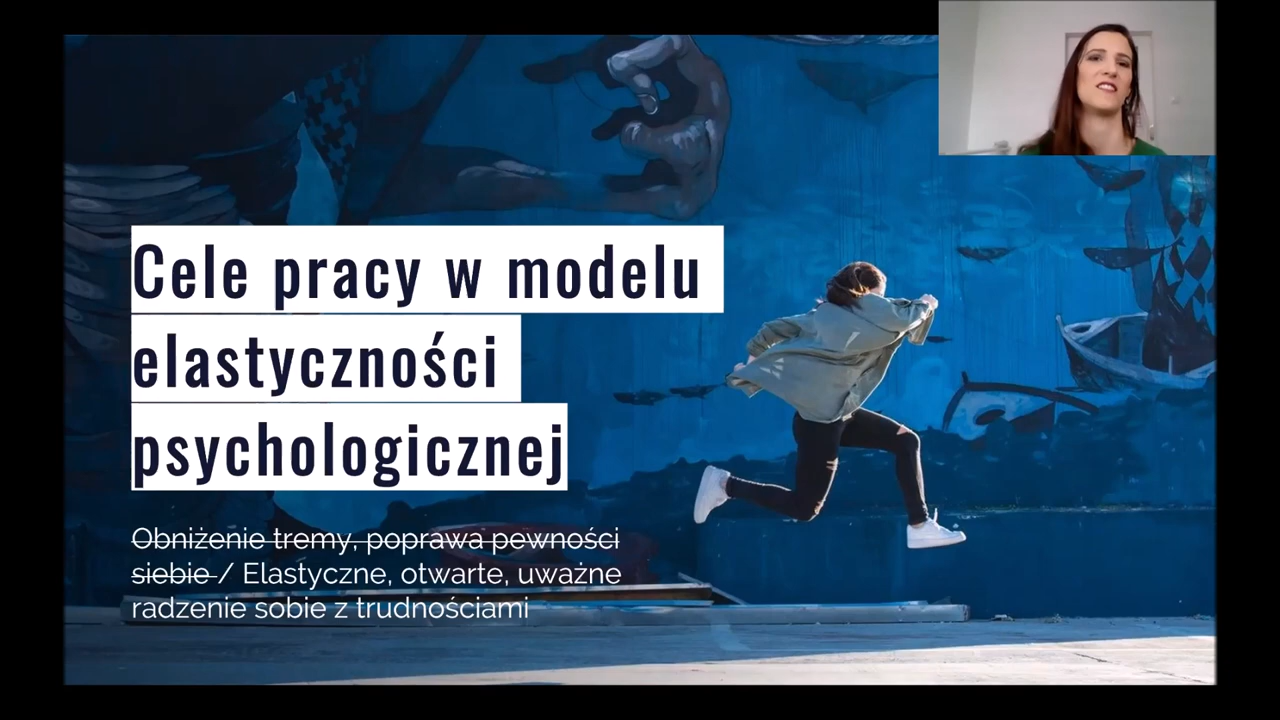 Cele pracy w modelu
elastyczności
psychologicznej
Obniżenie tremy, poprawa pewności
siebie / Elastyczne, otwarte, uważne
radzenie sobie z trudnościami